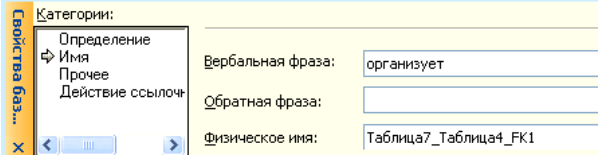 Свойства баз...
Категории:
Определение
Имя
Прочее
Действие ссылочн
Вербальная фраза:
организует
Обратная фраза:
Физическое имя:
Таблица7_Таблица4_FK1